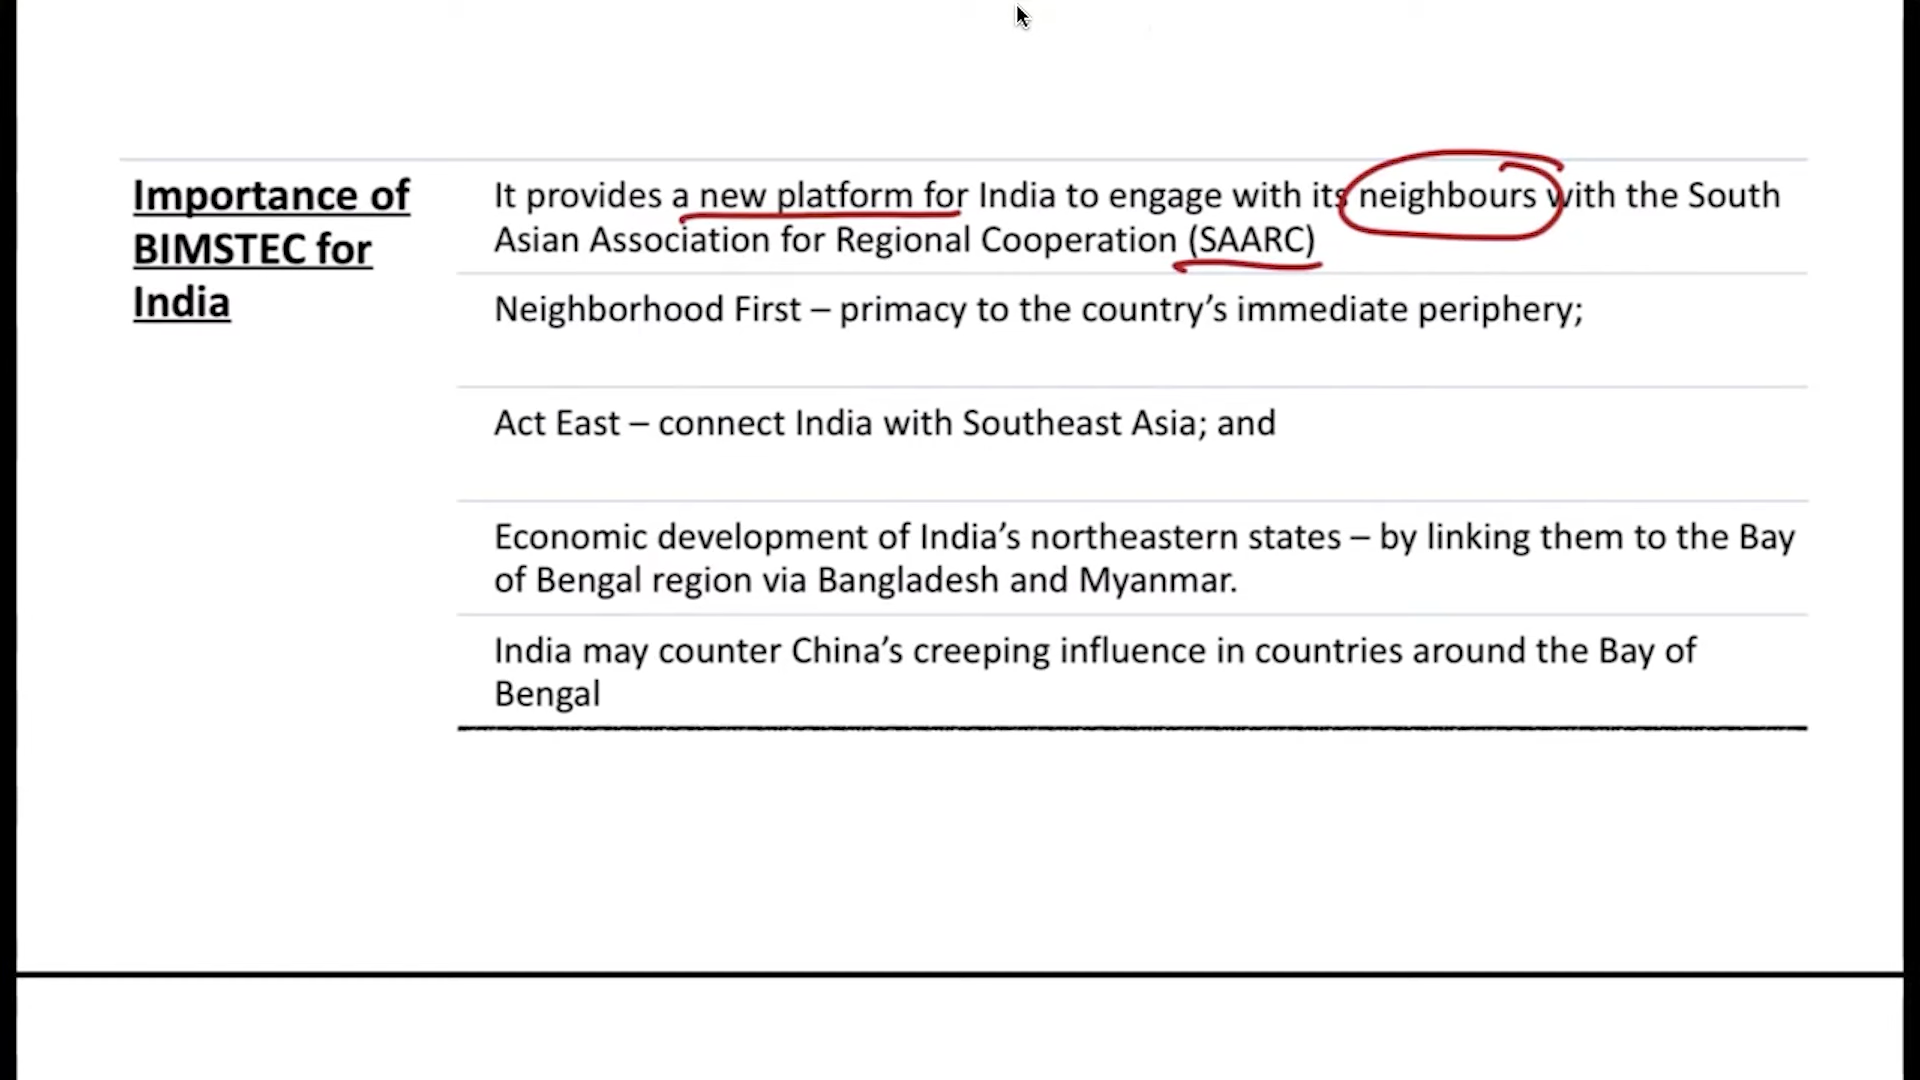 Importance of
BIMSTEC for
India
It provides a new platform for India to engage with its neighbours with the South
Asian Association for Regional Cooperation (SAARC)
Neighborhood First – primacy to the country’s immediate periphery;
Act East – connect India with Southeast Asia; and
Economic development of India’s northeastern states – by linking them to the Bay
of Bengal region via Bangladesh and Myanmar.
India may counter China’s creeping influence in countries around the Bay of
Bengal